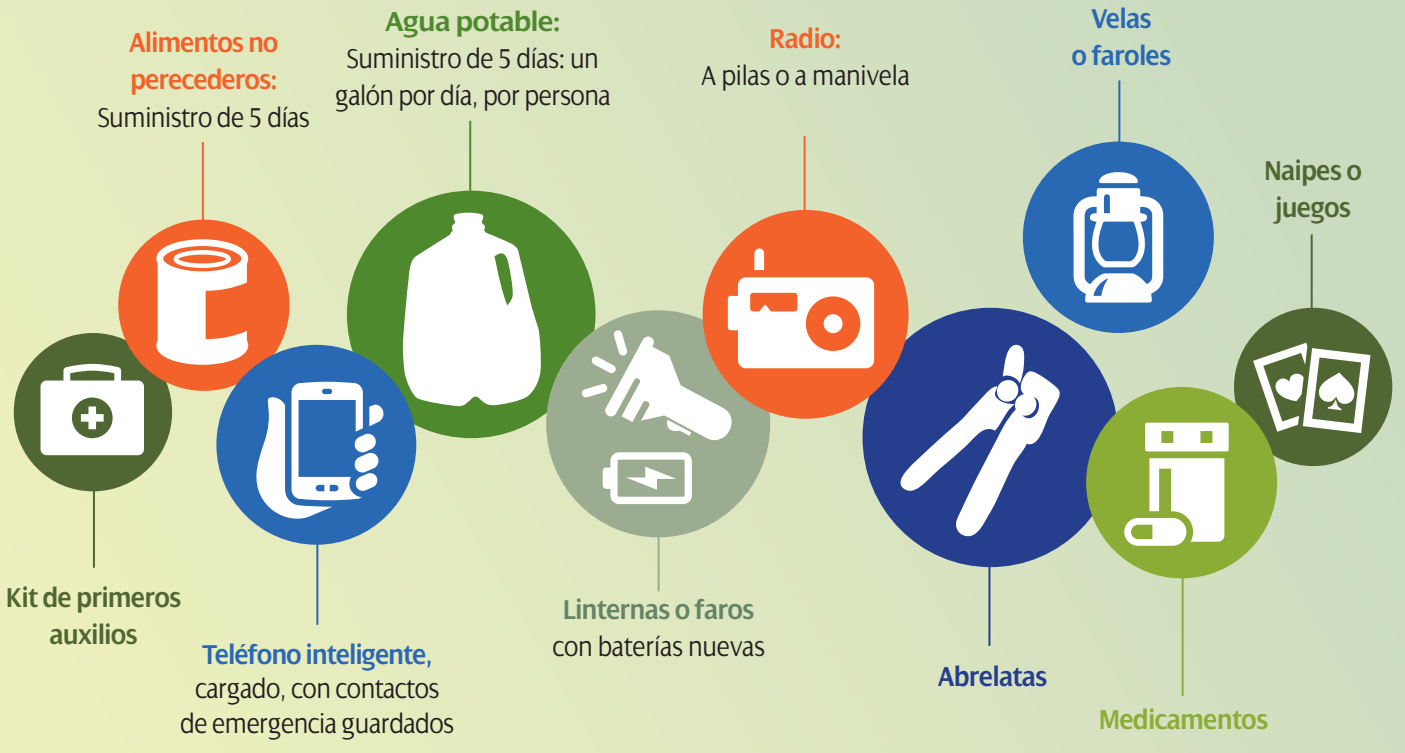 Kit de primeros
auxilios
Alimentos no
perecederos:
Suministro de 5 días
Teléfono inteligente,
cargado, con contactos
de emergencia guardados
Agua potable:
Suministro de 5 días: un
galón por día, por persona
Linternas o faros
con baterías nuevas
Radio:
A pilas o a manivela
Abrelatas
Velas
o faroles
Medicamentos
Naipes o
juegos